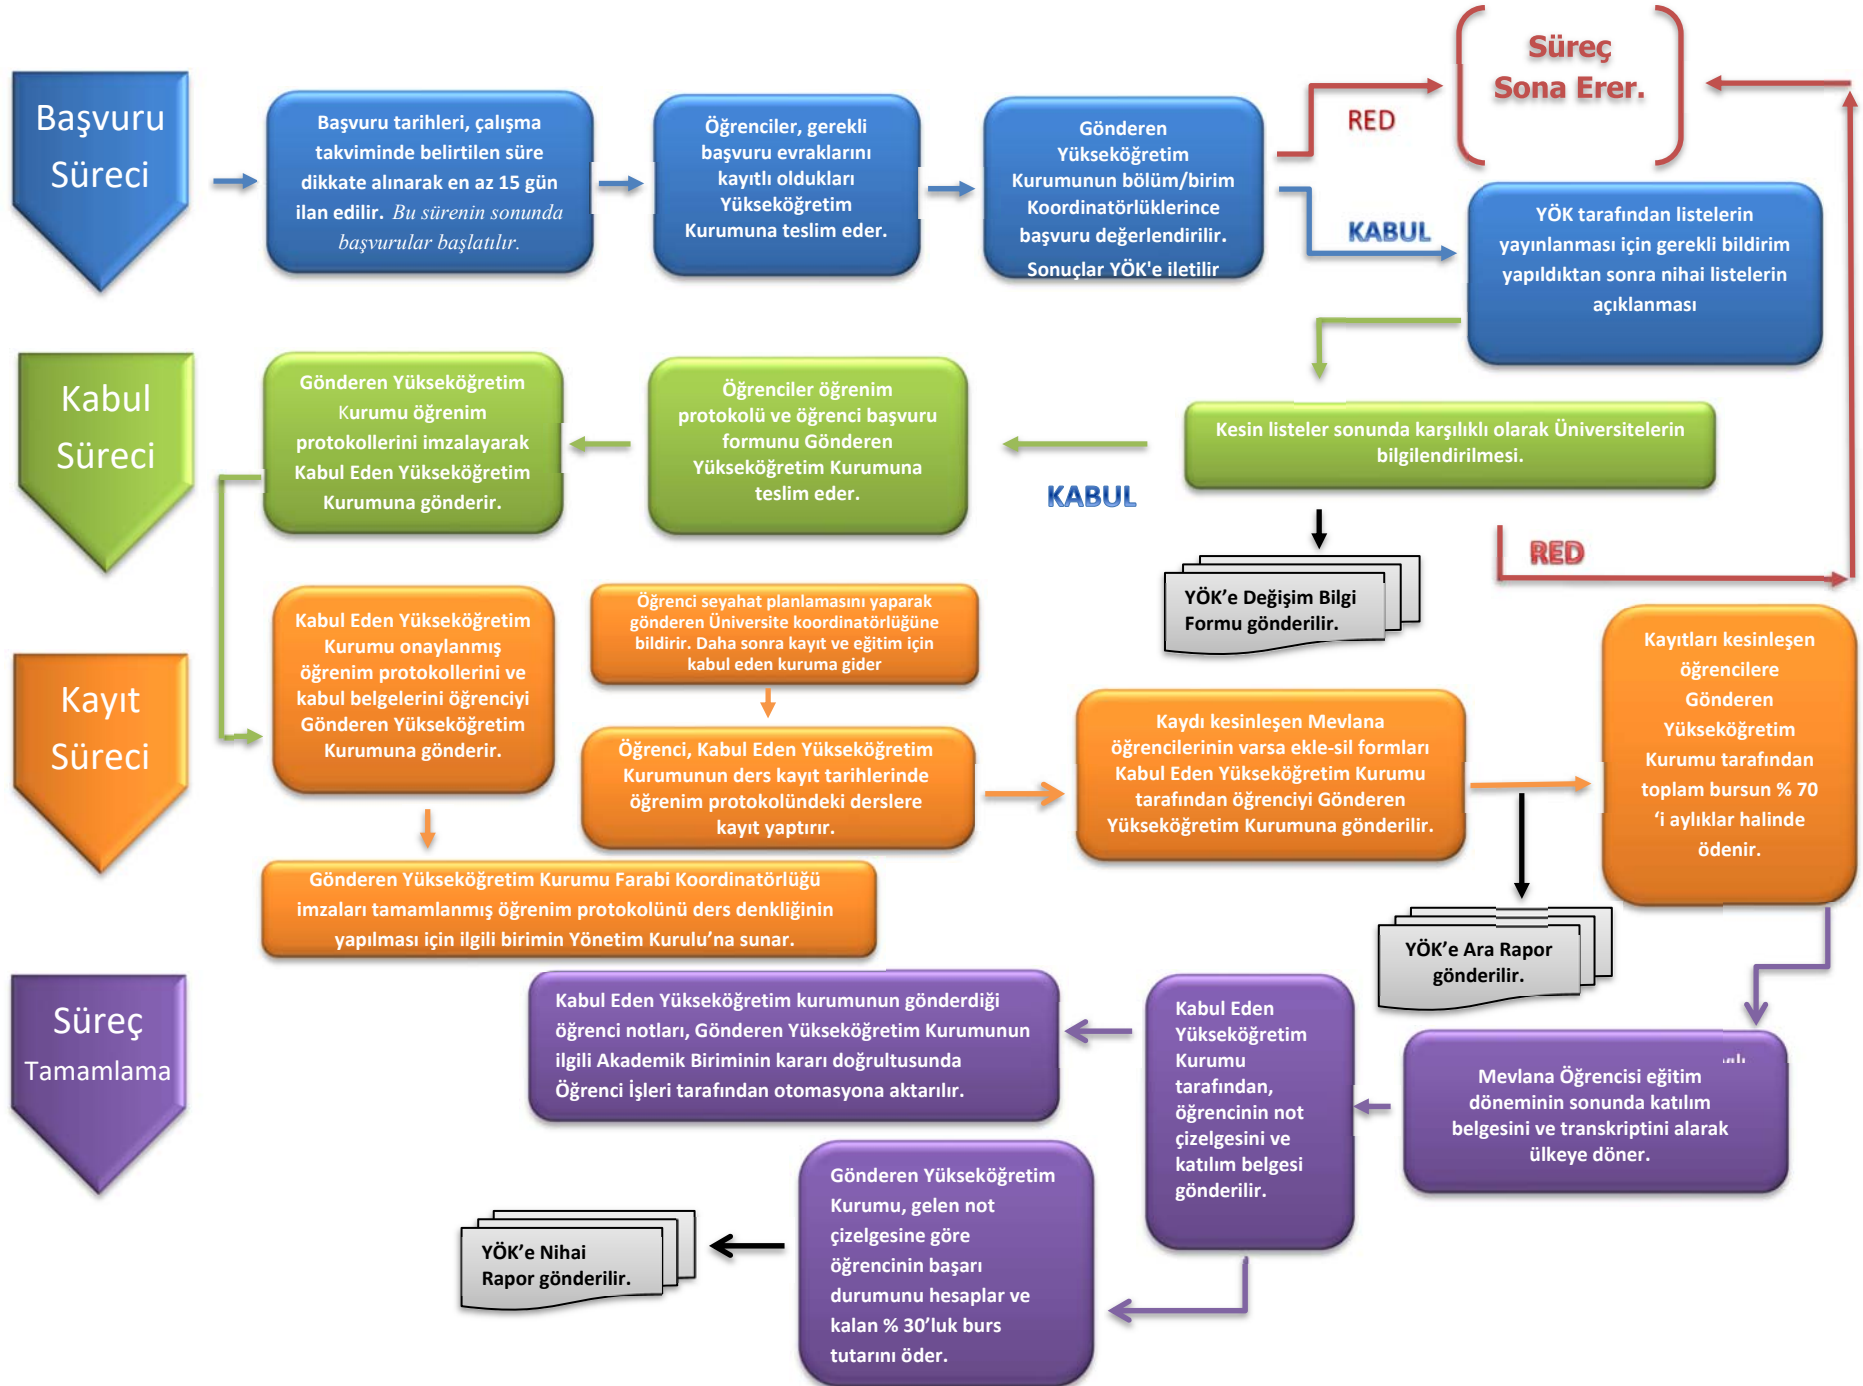 Başvuru
Süreci
Başvuru tarihleri, çalışma
takviminde belirtilen süre
dikkate alınarak en az 15 gün
ilan edilir. Bu sürenin sonunda
başvurular başlatılır.
Öğrenciler, gerekli
başvuru evraklarını
kayıtlı oldukları
Yükseköğretim
Kurumuna teslim eder.
Gönderen
Yükseköğretim
Kurumunun bölüm/birim
Koordinatörlüklerince
başvuru değerlendirilir.
Sonuçlar YÖK'e iletilir
RED
KABUL
Süreç
Sona Erer.
YÖK tarafından listelerin
yayınlanması için gerekli bildirim
yapıldıktan sonra nihai listelerin
açıklanması
Kabul
Süreci
Gönderen Yükseköğretim
Kurumu öğrenim
protokollerini imzalayarak
Kabul Eden Yükseköğretim
Kurumuna gönderir.
Öğrenciler öğrenim
protokolü ve öğrenci başvuru
formunu Gönderen
Yükseköğretim Kurumuna
teslim eder.
KABUL
Kesin listeler sonunda karşılıklı olarak Üniversitelerin
bilgilendirilmesi.
RED
YÖK’e Değişim Bilgi
Formu gönderilir.
Kayıt
Süreci
Kabul Eden Yükseköğretim
Kurumu onaylanmış
öğrenim protokollerini ve
kabul belgelerini öğrenciyi
Gönderen Yükseköğretim
Kurumuna gönderir.
Öğrenci seyahat planlamasını yaparak
gönderen Üniversite koordinatörlüğüne
bildirir. Daha sonra kayıt ve eğitim için
kabul eden kuruma gider
Öğrenci, Kabul Eden Yükseköğretim
Kurumunun ders kayıt tarihlerinde
öğrenim protokolündeki derslere
kayıt yaptırır.
Kaydı kesinleşen Mevlana
öğrencilerinin varsa ekle-sil formları
Kabul Eden Yükseköğretim Kurumu
tarafından öğrenciyi Gönderen
Yükseköğretim Kurumuna gönderilir.
Kayıtları kesinleşen
öğrencilere
Gönderen
Yükseköğretim
Kurumu tarafından
toplam bursun % 70
‘i aylıklar halinde
ödenir.
Gönderen Yükseköğretim Kurumu Farabi Koordinatörlüğü
imzaları tamamlanmış öğrenim protokolünü ders denkliğinin
yapılması için ilgili birimin Yönetim Kurulu’na sunar.
YÖK’e Ara Rapor
gönderilir.
Süreç
Tamamlama
Kabul Eden Yükseköğretim kurumunun gönderdiği
öğrenci notları, Gönderen Yükseköğretim Kurumunun
ilgili Akademik Biriminin kararı doğrultusunda
Öğrenci İşleri tarafından otomasyona aktarılır.
Kabul Eden
Yükseköğretim
Kurumu
tarafından,
öğrencinin not
çizelgesini ve
katılım belgesi
gönderilir.
Mevlana Öğrencisi eğitim
döneminin sonunda katılım
belgesini ve transkriptini alarak
ülkeye döner.
Gönderen Yükseköğretim
Kurumu, gelen not
çizelgesine göre
öğrencinin başarı
durumunu hesaplar ve
kalan % 30’luk burs
tutarını öder.
YÖK’e Nihai
Rapor gönderilir.